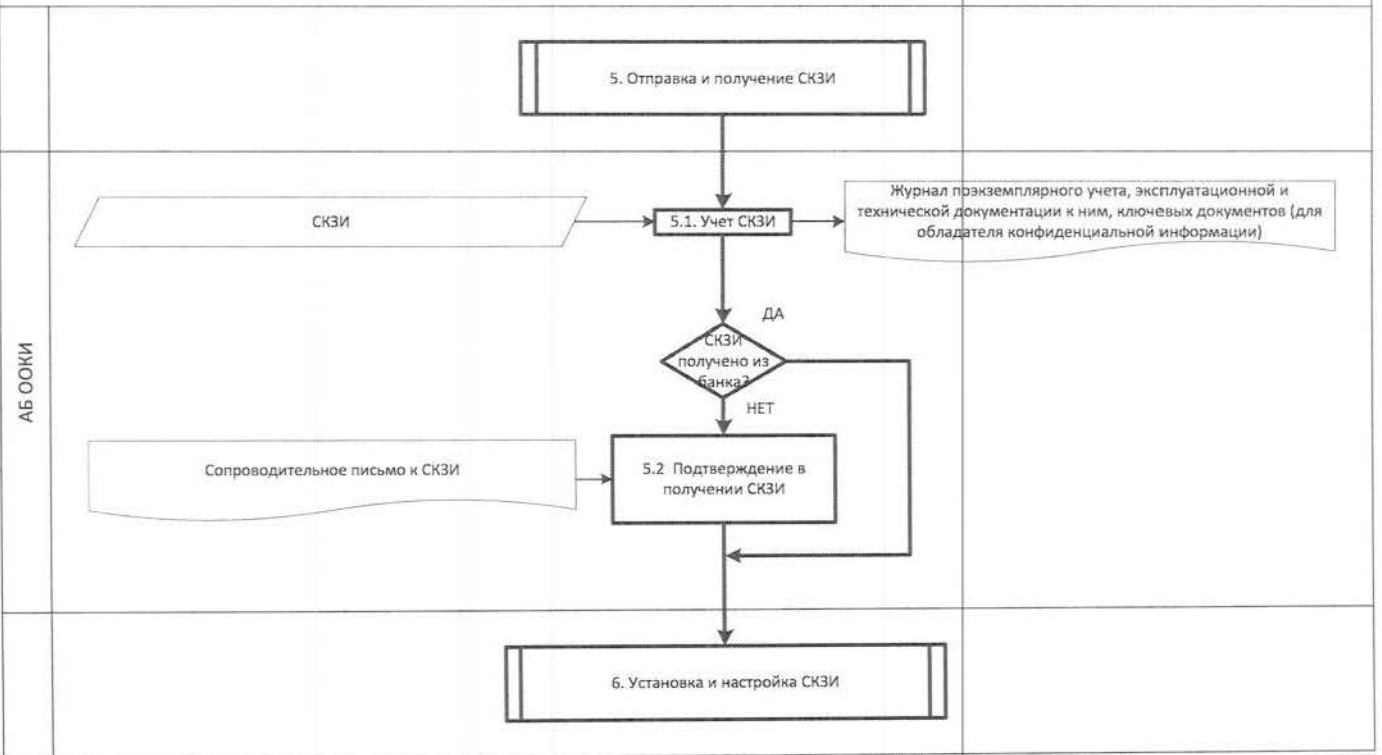 5. Отправка и получение СКЗИ
СКЗИ
5.1. Учет СКЗИ
Журнал поэкземплярного учета, эксплуатационной и
технической документации к ним, ключевых документов (для
обладателя конфиденциальной информации)
ДА
СКЗИ
получено из
банка?
НЕТ
АБ ООКИ
Сопроводительное письмо к СКЗИ
5.2 Подтверждение в
получении СКЗИ
6. Установка и настройка СКЗИ